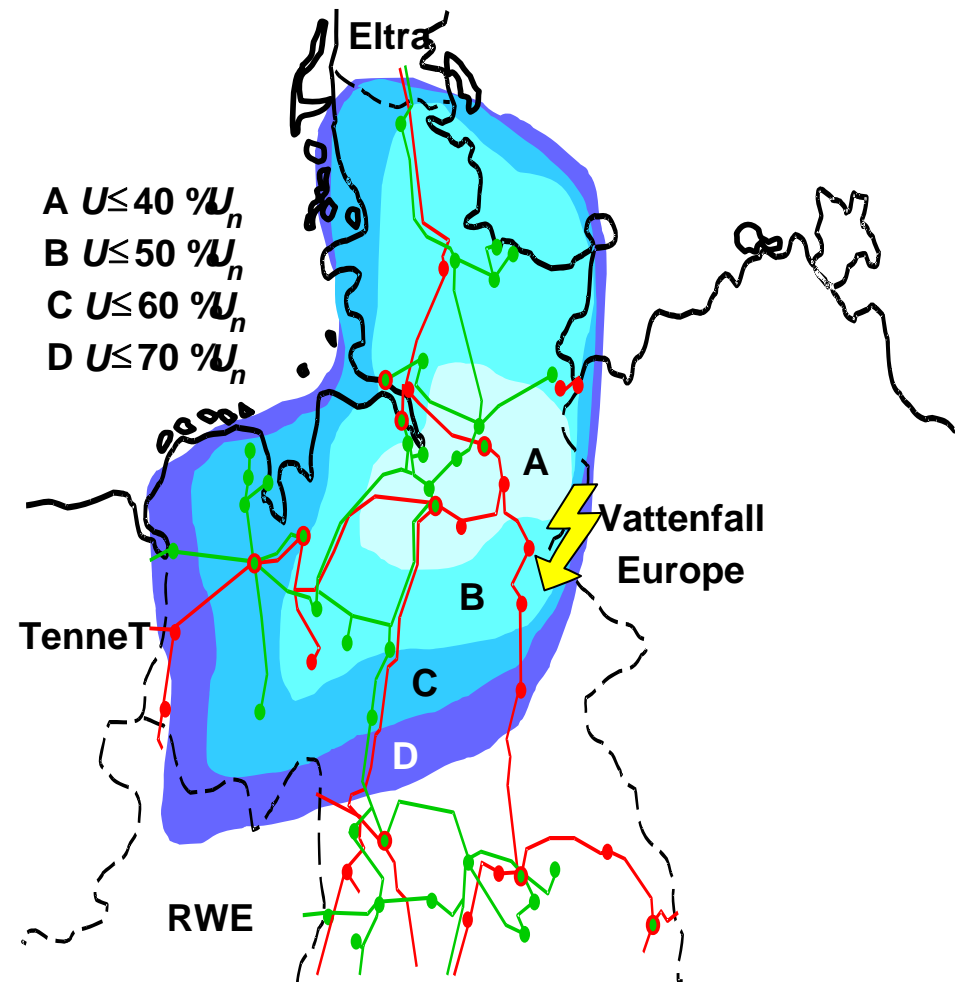 Eltra
A U≤ 40 %Un
B U≤ 50 %Un
C U≤ 60 %Un
D U≤ 70 %Un
A
Vattenfall
Europe
B
TenneT
C
D
RWE